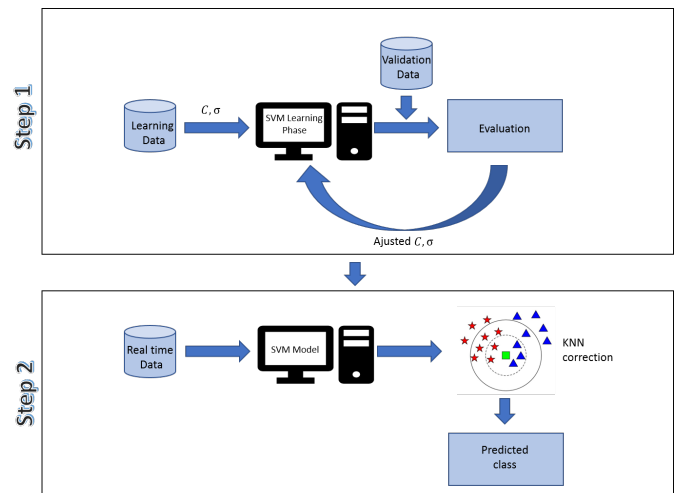 Step 1
Learning
Data
C, σ
SVM Learning
Phase
Validation
Data
Evaluation
Ajusted C, σ
Step 2
Real time
Data
SVM Model
KNN
correction
Predicted
class